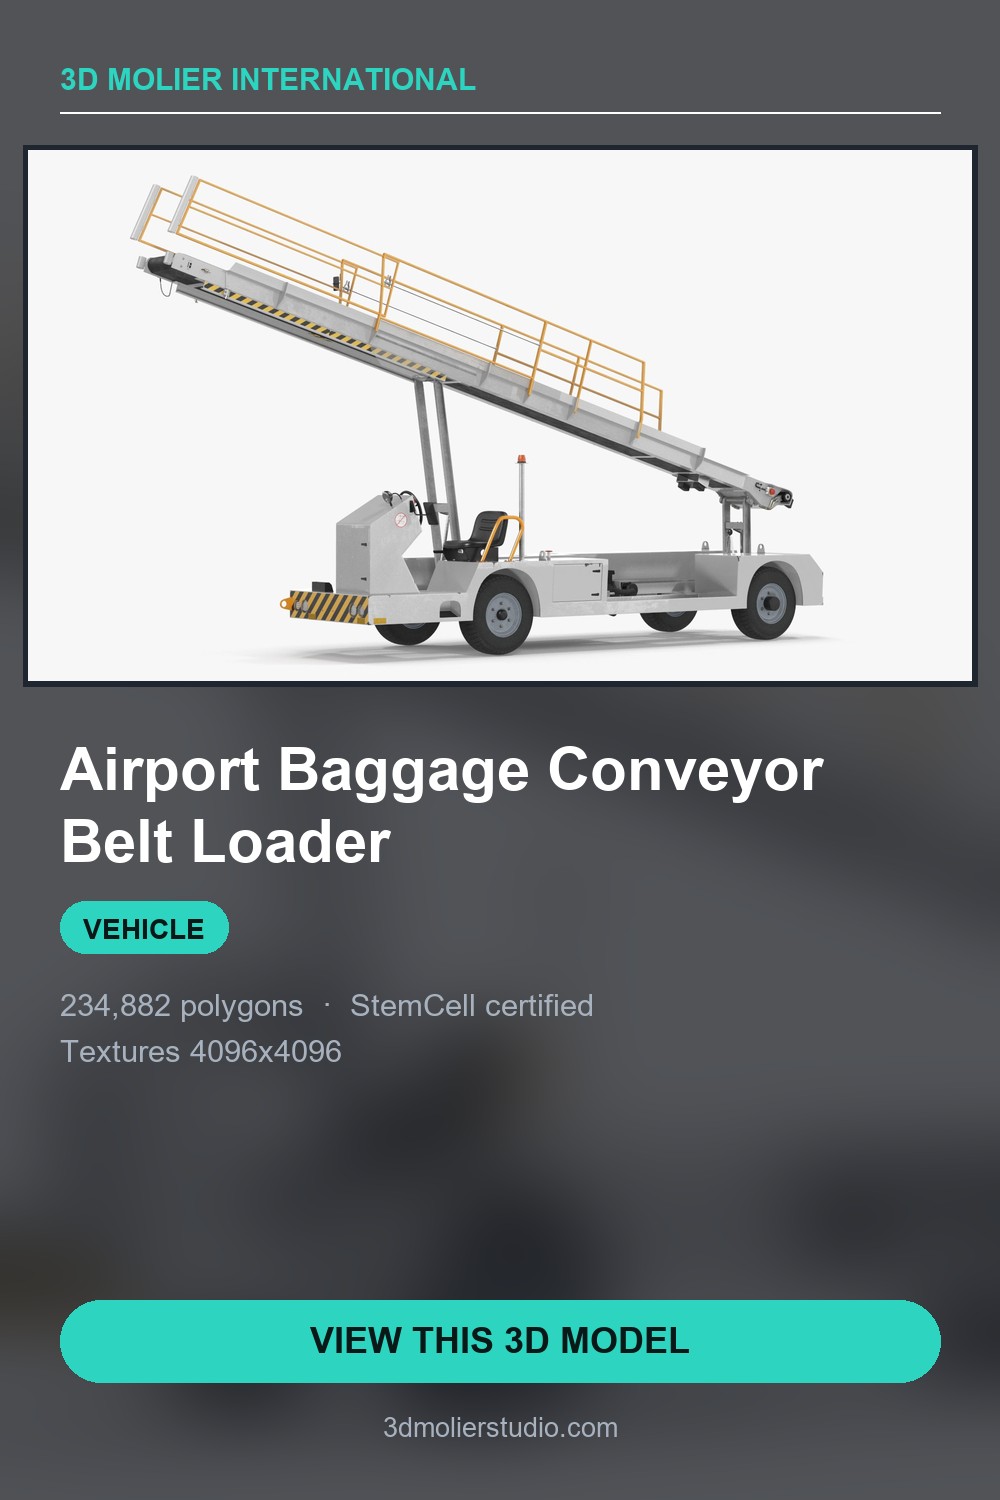 3D MOLIER INTERNATIONAL
Airport Baggage Conveyor
Belt Loader
VEHICLE
234,882 polygons · StemCell certified
Textures 4096x4096
VIEW THIS 3D MODEL
3dmolierstudio.com